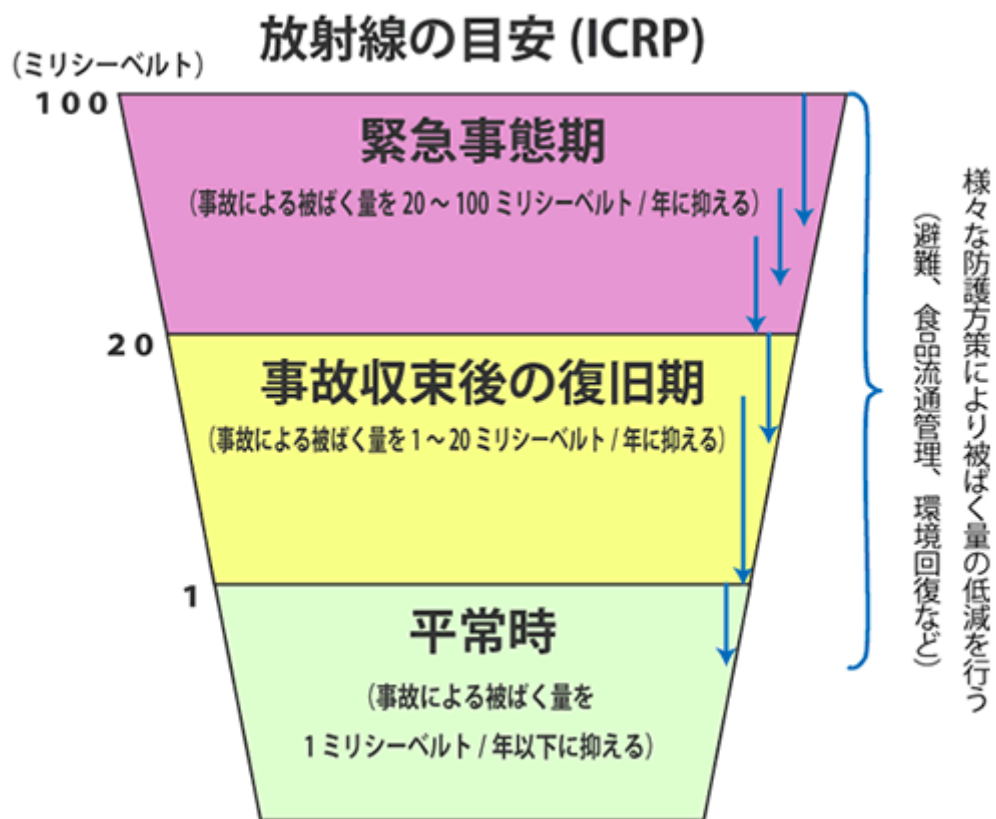 放射線の目安 (ICRP)
（ミリシーベルト）
100
緊急事態期
（事故による被ばく量を 20 〜 100 ミリシーベルト / 年に抑える）
20
事故収束後の復旧期
（事故による被ばく量を 1 〜 20 ミリシーベルト / 年に抑える）
1
平常時
（事故による被ばく量を
1 ミリシーベルト / 年以下に抑える）
様々な防護方策により被ばく量の低減を行う
（避難、食品流通管理、環境回復など）